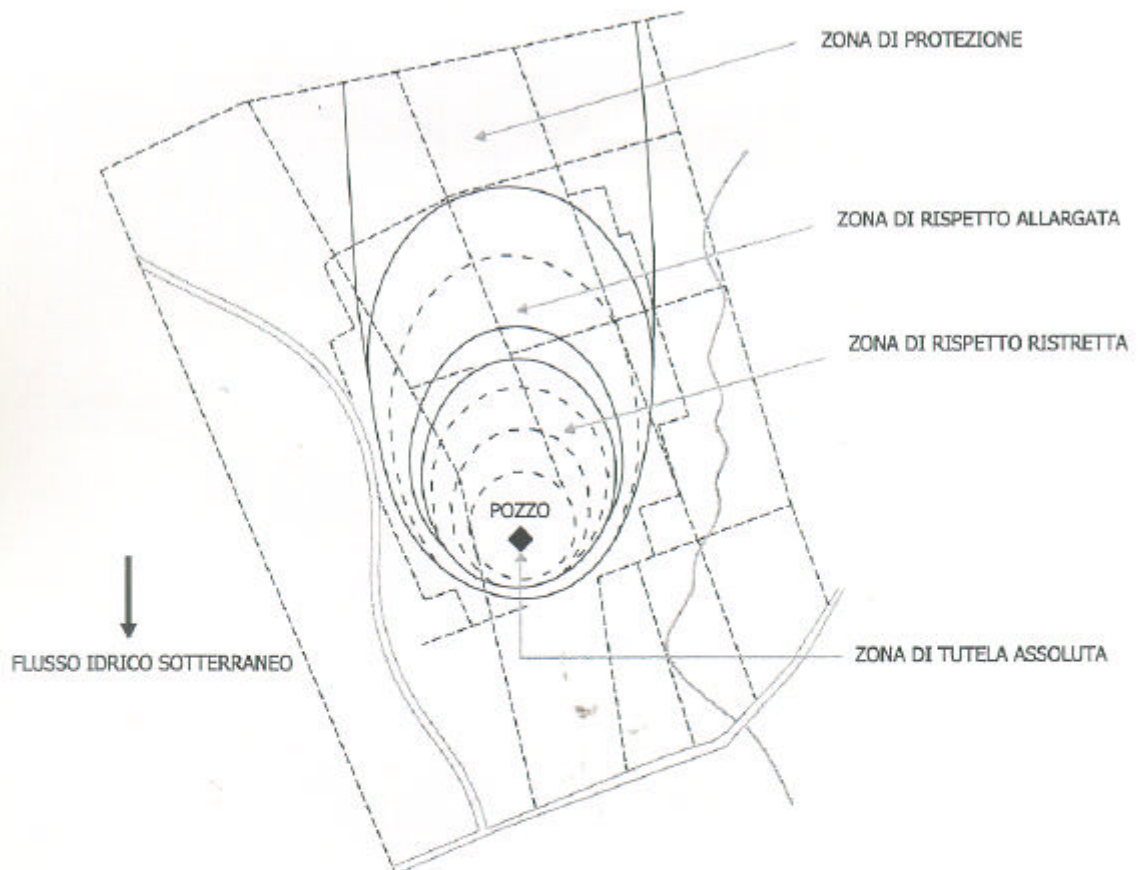 ZONA DI PROTEZIONE
ZONA DI RISPETTO ALLARGATA
ZONA DI RISPETTO RISTRETTA
POZZO
ZONA DI TUTELA ASSOLUTA
FLUSSO IDRICO SOTTERRANEO